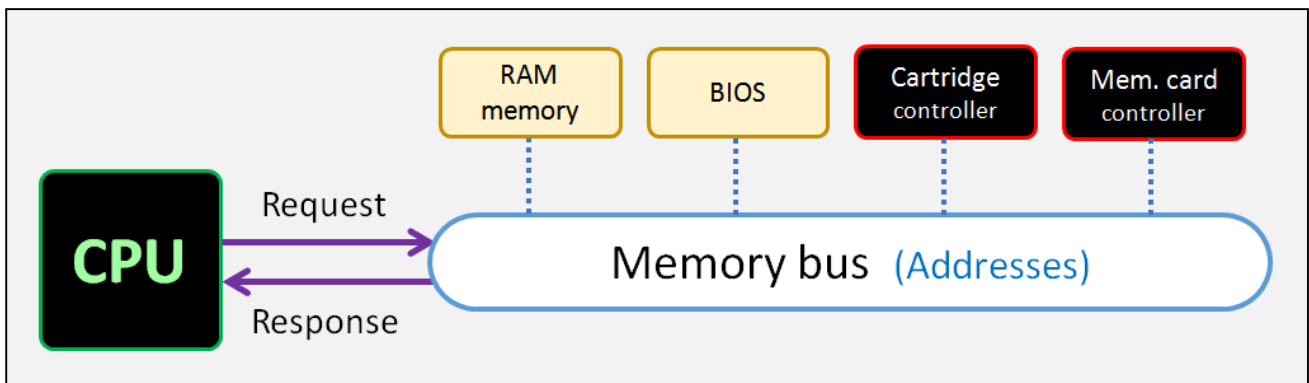 RAM
memory
BIOS
Cartridge
controller
Mem. card
controller
CPU
Request
Response
Memory bus (Addresses)